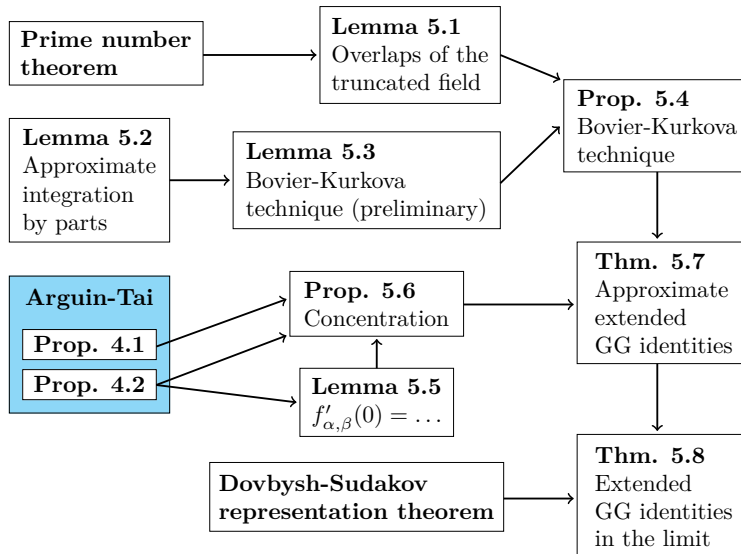 Prime number
theorem
Lemma 5.1
Overlaps of the
truncated field
Prop. 5.4
Bovier-Kurkova
technique
Lemma 5.2
Approximate
integration
by parts
Lemma 5.3
Bovier-Kurkova
technique (preliminary)
Thm. 5.7
Approximate
extended
GG identities
Arguin-Tai
Prop. 4.1
Prop. 4.2
Prop. 5.6
Concentration
Lemma 5.5
f′α,β(0) = …
Dovbysh-Sudakov
representation theorem
Thm. 5.8
Extended
GG identities
in the limit